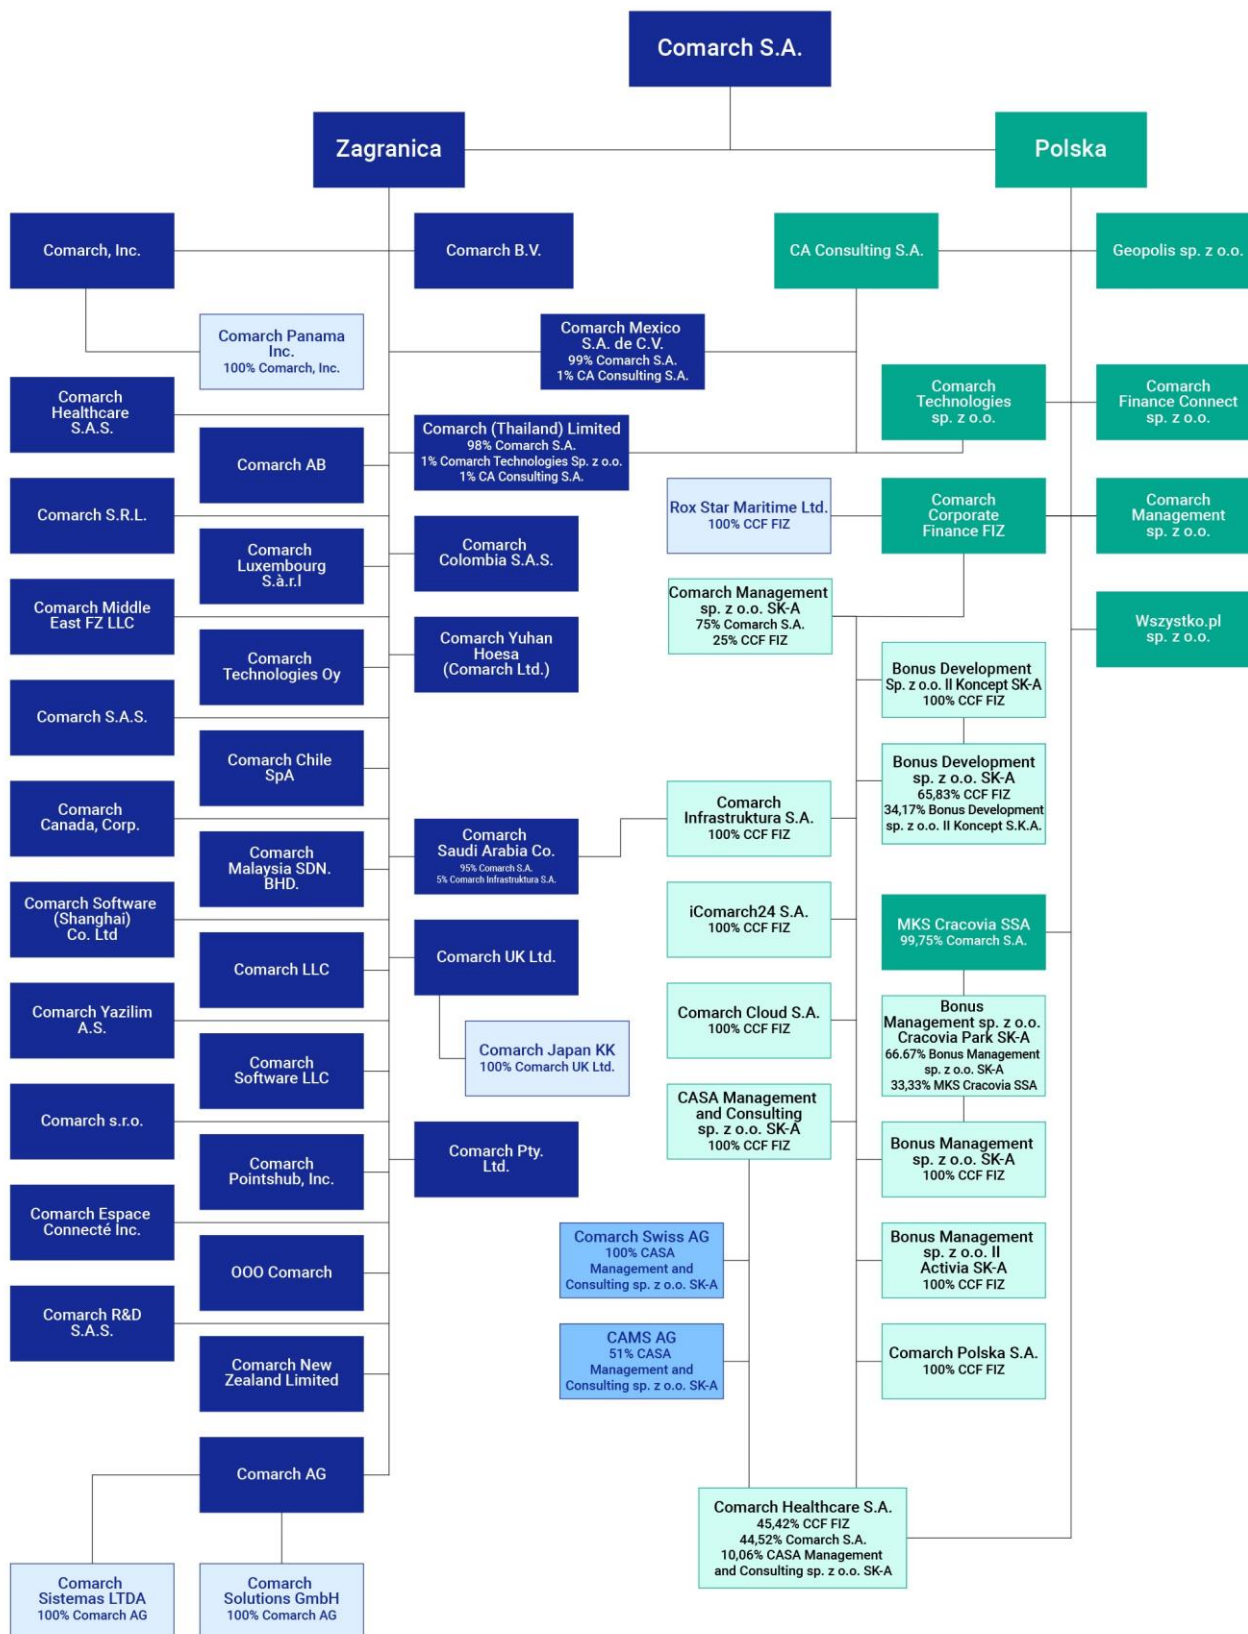 Comarch S.A.
Zagranica
Polska
Comarch, Inc.
Comarch B.V.
CA Consulting S.A.
Geopolis sp. z o.o.
Comarch Panama
Inc.
100% Comarch, Inc.
Comarch Mexico
S.A. de C.V.
99% Comarch S.A.
1% CA Consulting S.A.
Comarch
Healthcare
S.A.S.
Comarch
Technologies
sp. z o.o.
Comarch
Finance Connect
sp. z o.o.
Comarch AB
Comarch (Thailand) Limited
98% Comarch S.A.
1% Comarch Technologies Sp. z o.o.
1% CA Consulting S.A.
Comarch S.R.L.
Rox Star Maritime Ltd.
100% CCF FIZ
Comarch
Corporate
Finance FIZ
Comarch
Management
sp. z o.o.
Comarch
Luxembourg
S.à.r.l
Comarch
Colombia S.A.S.
Comarch Middle
East FZ LLC
Comarch Management
sp. z o.o. SK-A
75% Comarch S.A.
25% CCF FIZ
Wszystko.pl
sp. z o.o.
Comarch
Technologies Oy
Comarch Yuhan
Hoesa
(Comarch Ltd.)
Bonus Development
Sp. z o.o. II Koncept SK-A
100% CCF FIZ
Comarch S.A.S.
Comarch Chile
SpA
Bonus Development
sp. z o.o. SK-A
65,83% CCF FIZ
34,17% Bonus Development
sp. z o.o. II Koncept S.K.A.
Comarch
Canada, Corp.
Comarch
Infrastruktura S.A.
100% CCF FIZ
Comarch
Malaysia SDN.
BHD.
Comarch
Saudi Arabia Co.
95% Comarch S.A.
5% Comarch Infrastruktura S.A.
Comarch Software
(Shanghai)
Co. Ltd
iComarch24 S.A.
100% CCF FIZ
MKS Cracovia SSA
99,75% Comarch S.A.
Comarch LLC
Comarch UK Ltd.
Comarch Yazilim
A.S.
Comarch Cloud S.A.
100% CCF FIZ
Bonus
Management sp. z o.o.
Cracovia Park SK-A
66.67% Bonus Management
sp. z o.o. SK-A
33,33% MKS Cracovia SSA
Comarch
Software LLC
Comarch Japan KK
100% Comarch UK Ltd.
Comarch s.r.o.
CASA Management
and Consulting
sp. z o.o. SK-A
100% CCF FIZ
Comarch
Pointshub, Inc.
Comarch Pty.
Ltd.
Bonus Management
sp. z o.o. SK-A
100% CCF FIZ
Comarch Espace
Connecté Inc.
Comarch Swiss AG
100% CASA
Management and
Consulting sp. z o.o. SK-A
Bonus Management
sp. z o.o. II
Activia SK-A
100% CCF FIZ
OOO Comarch
Comarch R&D
S.A.S.
CAMS AG
51% CASA
Management and
Consulting sp. z o.o. SK-A
Comarch Polska S.A.
100% CCF FIZ
Comarch New
Zealand Limited
Comarch AG
Comarch Healthcare S.A.
45,42% CCF FIZ
44,52% Comarch S.A.
10,06% CASA Management
and Consulting sp. z o.o. SK-A
Comarch
Sistemas LTDA
100% Comarch AG
Comarch
Solutions GmbH
100% Comarch AG